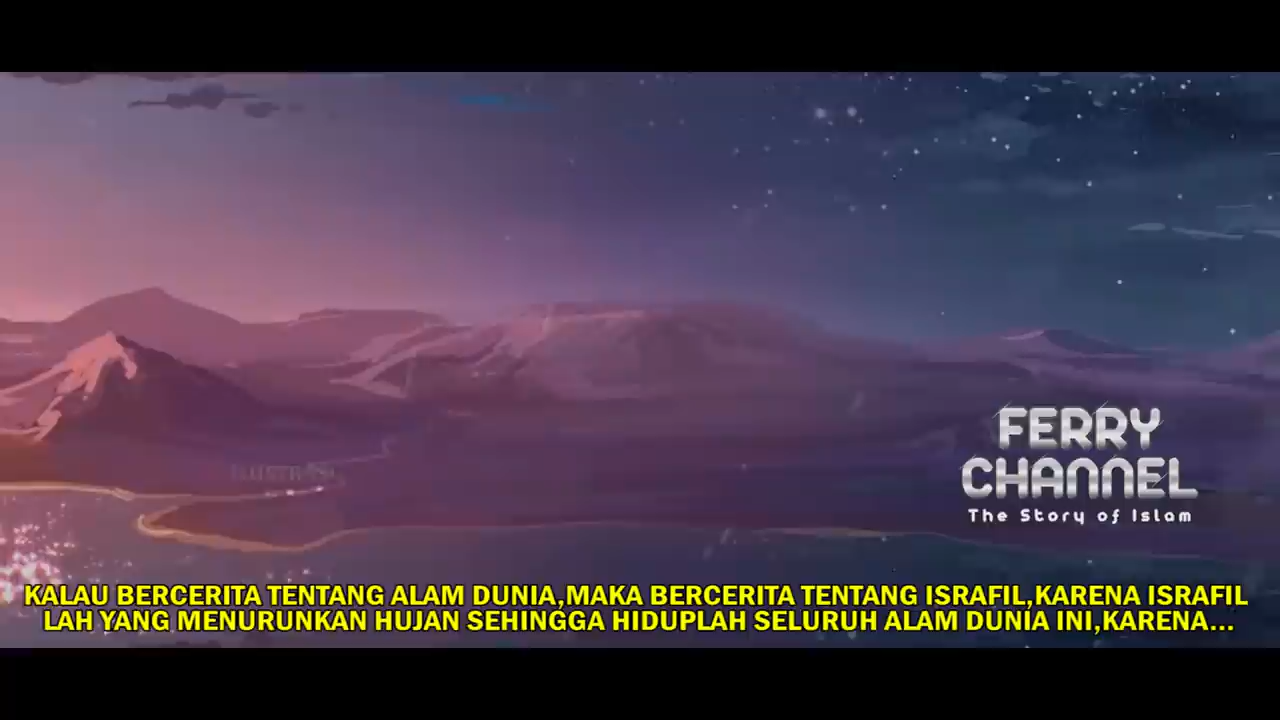 ILUSTRASI
FERRY
CHANNEL
The Story of Islam
KALAU BERCERITA TENTANG ALAM DUNIA,MAKA BERCERITA TENTANG ISRAFIL,KARENA ISRAFIL
LAH YANG MENURUNKAN HUJAN SEHINGGA HIDUPLAH SELURUH ALAM DUNIA INI,KARENA...